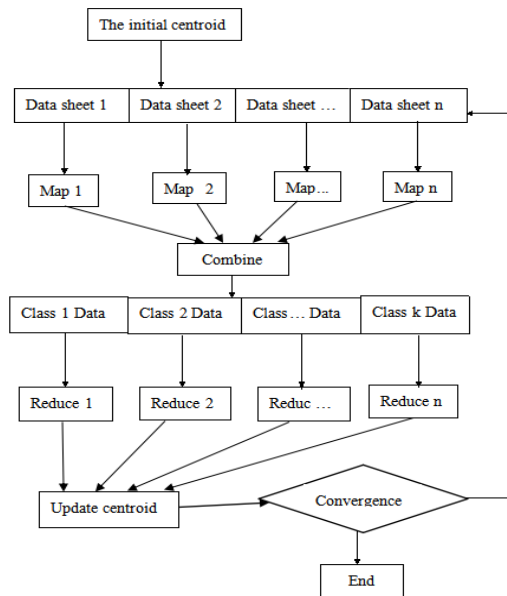 The initial centroid
Data sheet 1 Data sheet 2 Data sheet … Data sheet n
Map 1 Map 2 Map... Map n
Combine
Class 1 Data Class 2 Data Class … Data Class k Data
Reduce 1 Reduce 2 Reduc … Reduce n
Update centroid Convergence
End